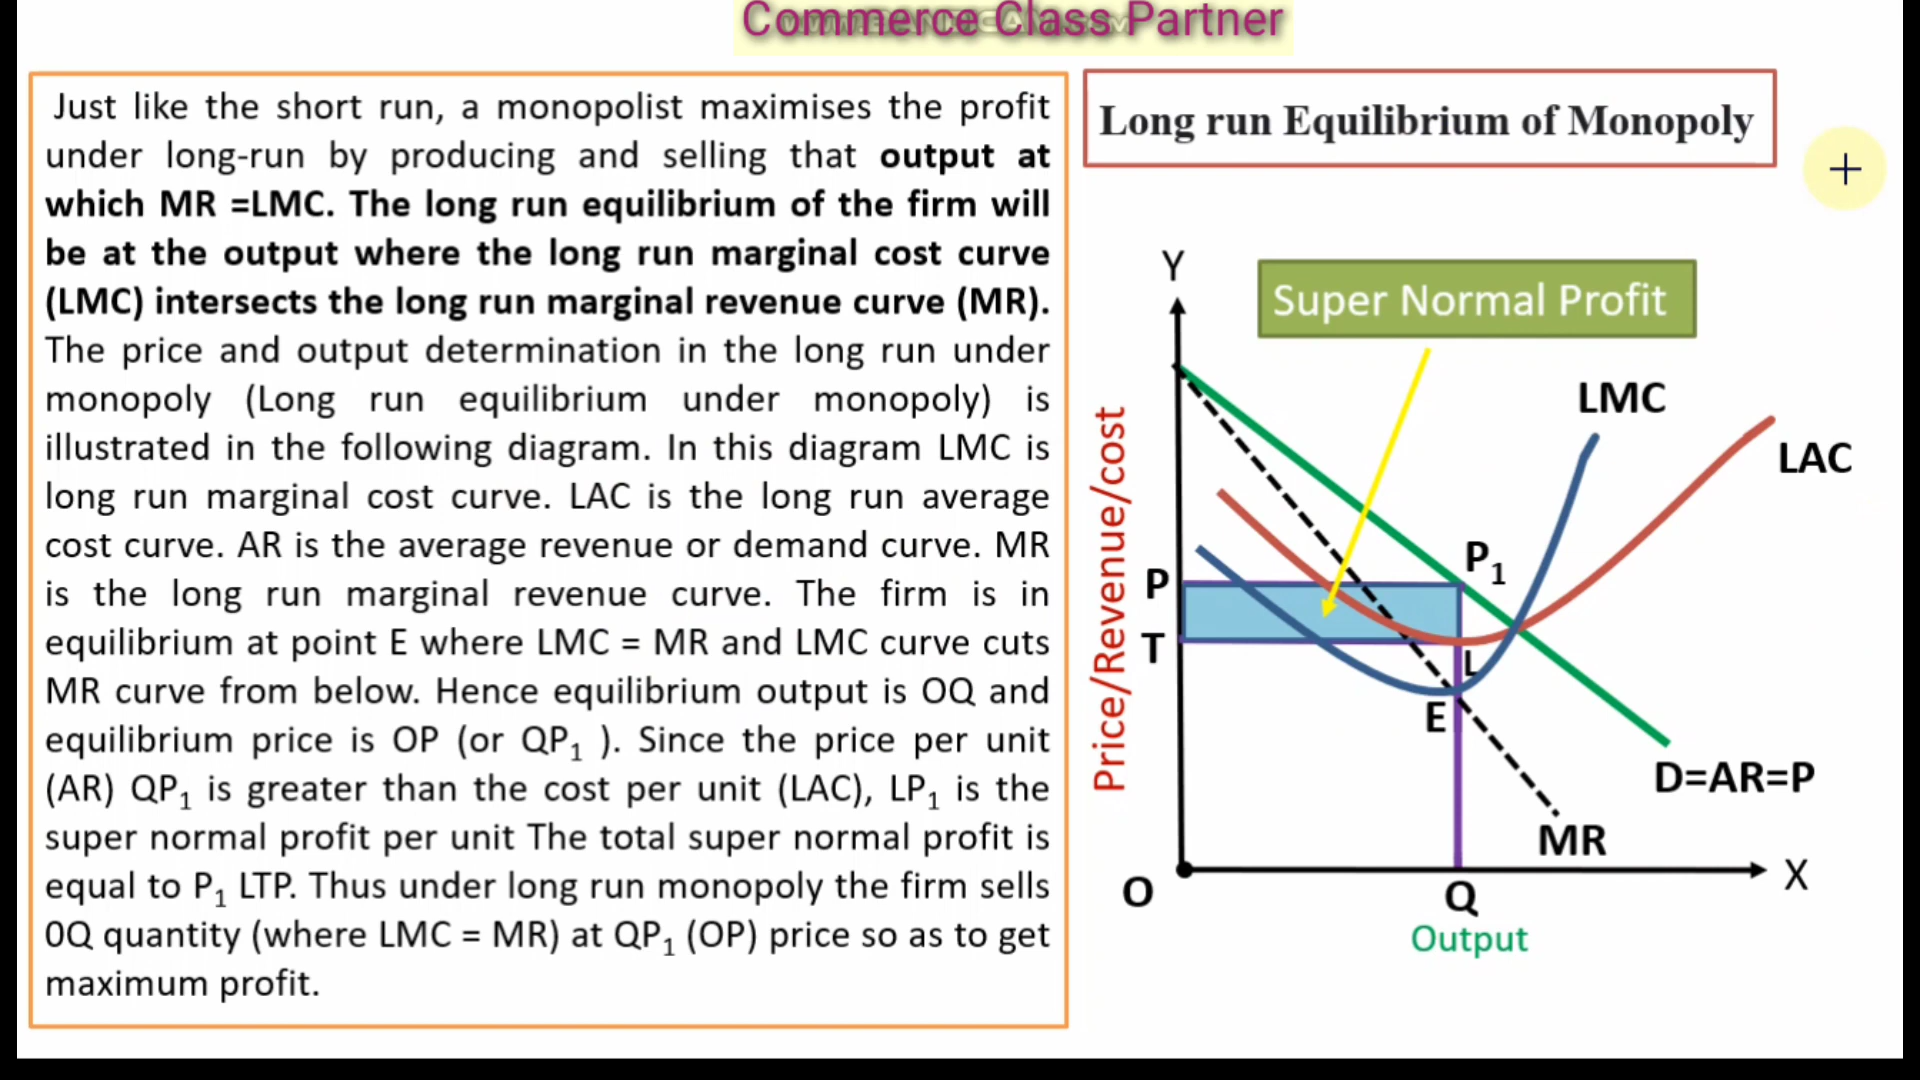 Commerce Class Partner
Just like the short run, a monopolist maximises the profit
under long-run by producing and selling that output at
which MR =LMC. The long run equilibrium of the firm will
be at the output where the long run marginal cost curve
(LMC) intersects the long run marginal revenue curve (MR).
The price and output determination in the long run under
monopoly (Long run equilibrium under monopoly) is
illustrated in the following diagram. In this diagram LMC is
long run marginal cost curve. LAC is the long run average
cost curve. AR is the average revenue or demand curve. MR
is the long run marginal revenue curve. The firm is in
equilibrium at point E where LMC = MR and LMC curve cuts
MR curve from below. Hence equilibrium output is OQ and
equilibrium price is OP (or QP₁ ). Since the price per unit
(AR) QP₁ is greater than the cost per unit (LAC), LP₁ is the
super normal profit per unit The total super normal profit is
equal to P₁ LTP. Thus under long run monopoly the firm sells
0Q quantity (where LMC = MR) at QP₁ (OP) price so as to get
maximum profit.
Long run Equilibrium of Monopoly
Y
Super Normal Profit
LMC
LAC
Price/Revenue/cost
P
P₁
T
L
E
D=AR=P
MR
O
Q
X
Output